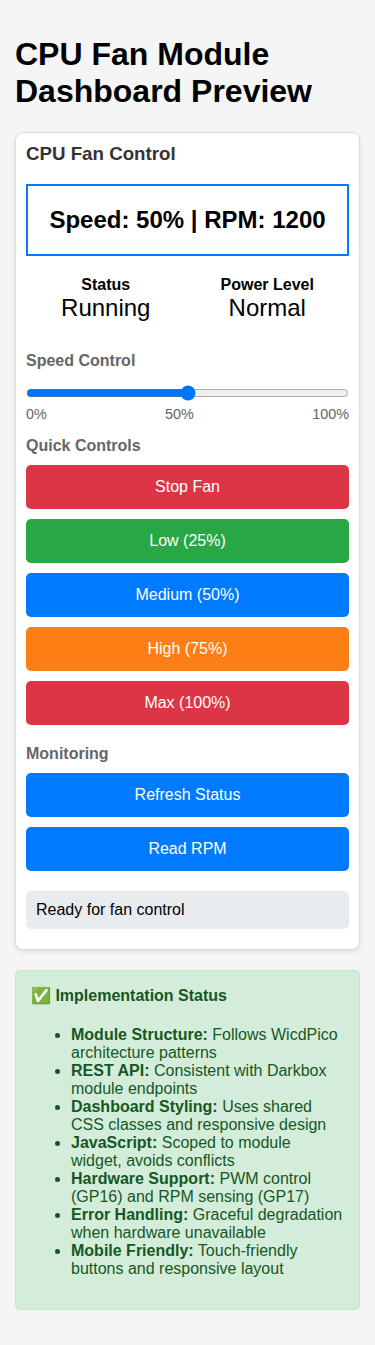 CPU Fan Module
Dashboard Preview
CPU Fan Control
Speed: 50% | RPM: 1200
Status
Running
Power Level
Normal
Speed Control
0% 50% 100%
Quick Controls
Stop Fan
Low (25%)
Medium (50%)
High (75%)
Max (100%)
Monitoring
Refresh Status
Read RPM
Ready for fan control
✅ Implementation Status
• Module Structure: Follows WicdPico
architecture patterns
• REST API: Consistent with Darkbox
module endpoints
• Dashboard Styling: Uses shared
CSS classes and responsive design
• JavaScript: Scoped to module
widget, avoids conflicts
• Hardware Support: PWM control
(GP16) and RPM sensing (GP17)
• Error Handling: Graceful degradation
when hardware unavailable
• Mobile Friendly: Touch-friendly
buttons and responsive layout